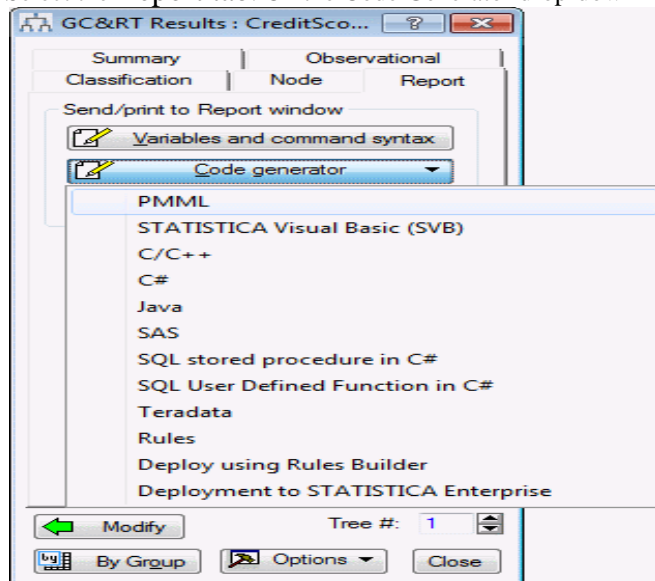 GC&RT Results : CreditSco...
Summary Observational
Classification Node Report
Send/print to Report window
Variables and command syntax
Code generator
PMML
STATISTICA Visual Basic (SVB)
C/C++
C#
Java
SAS
SQL stored procedure in C#
SQL User Defined Function in C#
Teradata
Rules
Deploy using Rules Builder
Deployment to STATISTICA Enterprise
Modify Tree #: 1
By Group Options Close